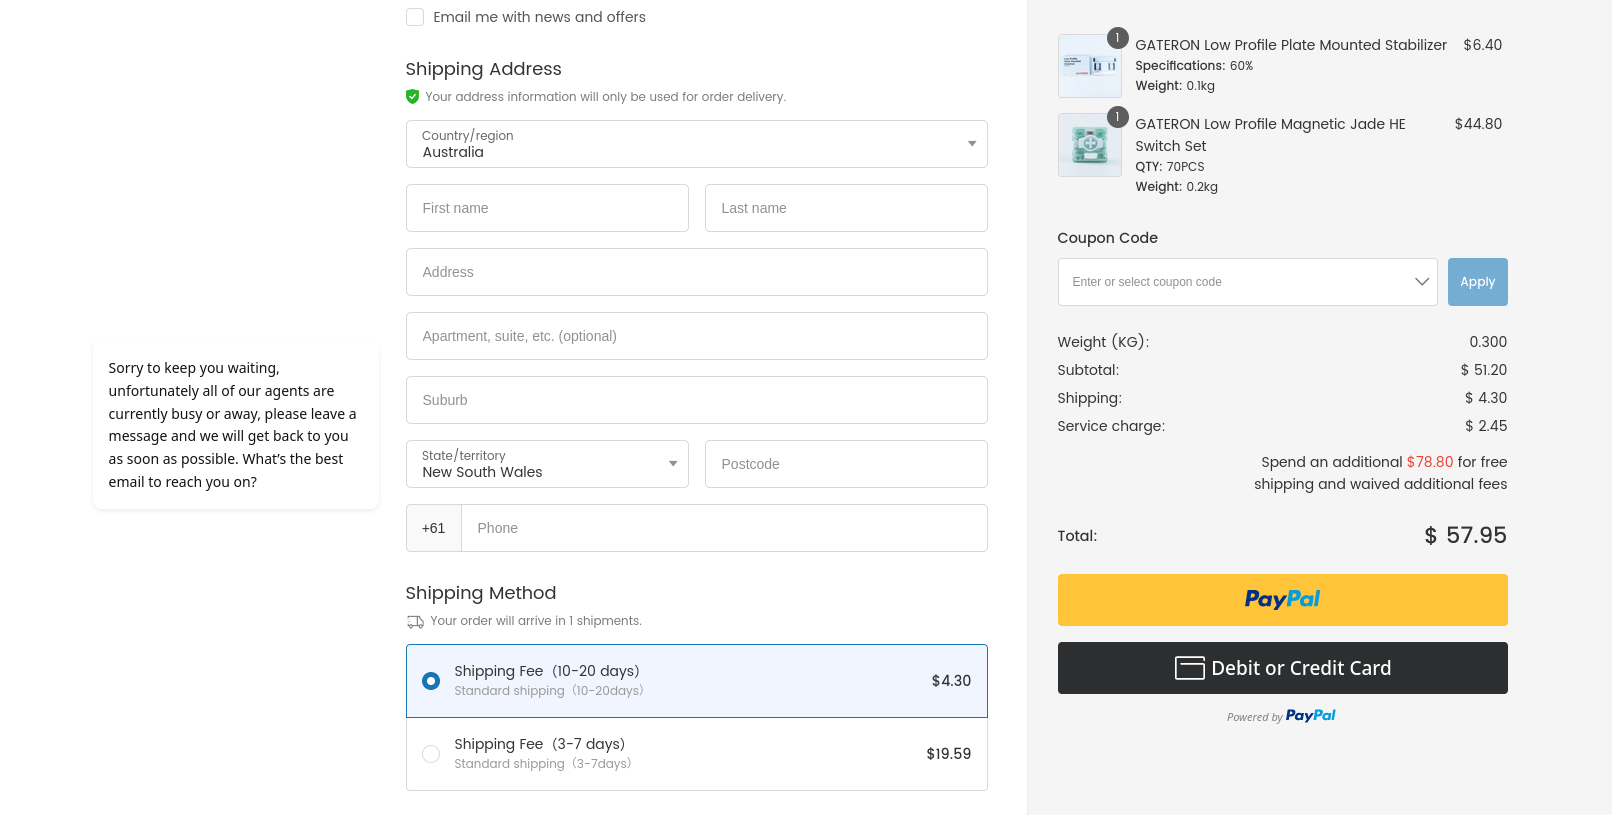 Email me with news and offers
Shipping Address
Your address information will only be used for order delivery.
Country/region
Australia
First name
Last name
Address
Apartment, suite, etc. (optional)
Suburb
State/territory
New South Wales
Postcode
+61
Phone
Shipping Method
Your order will arrive in 1 shipments.
Shipping Fee (10-20 days)
Standard shipping (10-20days)
$4.30
Shipping Fee (3-7 days)
Standard shipping (3-7days)
$19.59
Sorry to keep you waiting,
unfortunately all of our agents are
currently busy or away, please leave a
message and we will get back to you
as soon as possible. What’s the best
email to reach you on?
1
GATERON Low Profile Plate Mounted Stabilizer
$6.40
Specifications: 60%
Weight: 0.1kg
1
GATERON Low Profile Magnetic Jade HE
$44.80
Switch Set
QTY: 70PCS
Weight: 0.2kg
Coupon Code
Enter or select coupon code
Apply
Weight (KG):
0.300
Subtotal:
$ 51.20
Shipping:
$ 4.30
Service charge:
$ 2.45
Spend an additional $78.80 for free
shipping and waived additional fees
Total:
$ 57.95
PayPal
Debit or Credit Card
Powered by PayPal